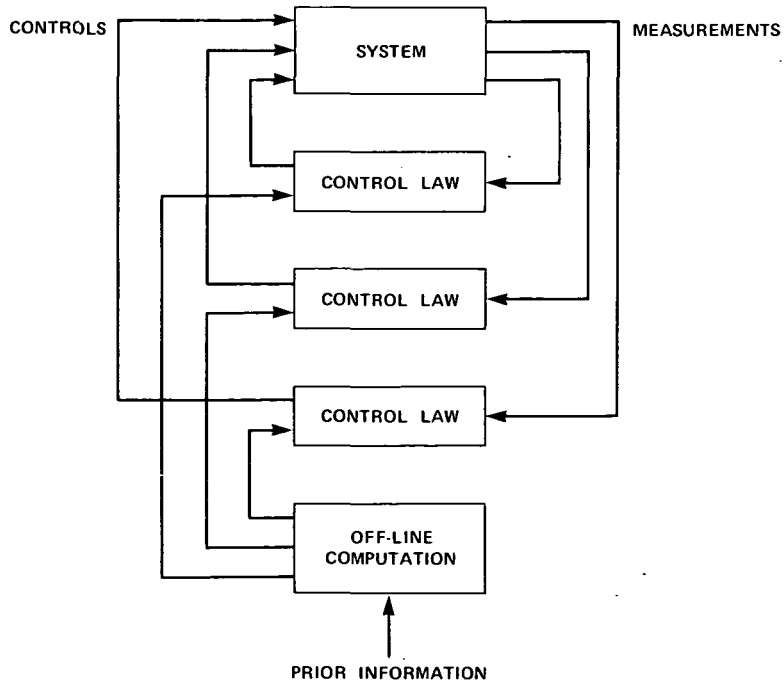 CONTROLS
MEASUREMENTS
SYSTEM
CONTROL LAW
CONTROL LAW
CONTROL LAW
OFF-LINE
COMPUTATION
PRIOR INFORMATION